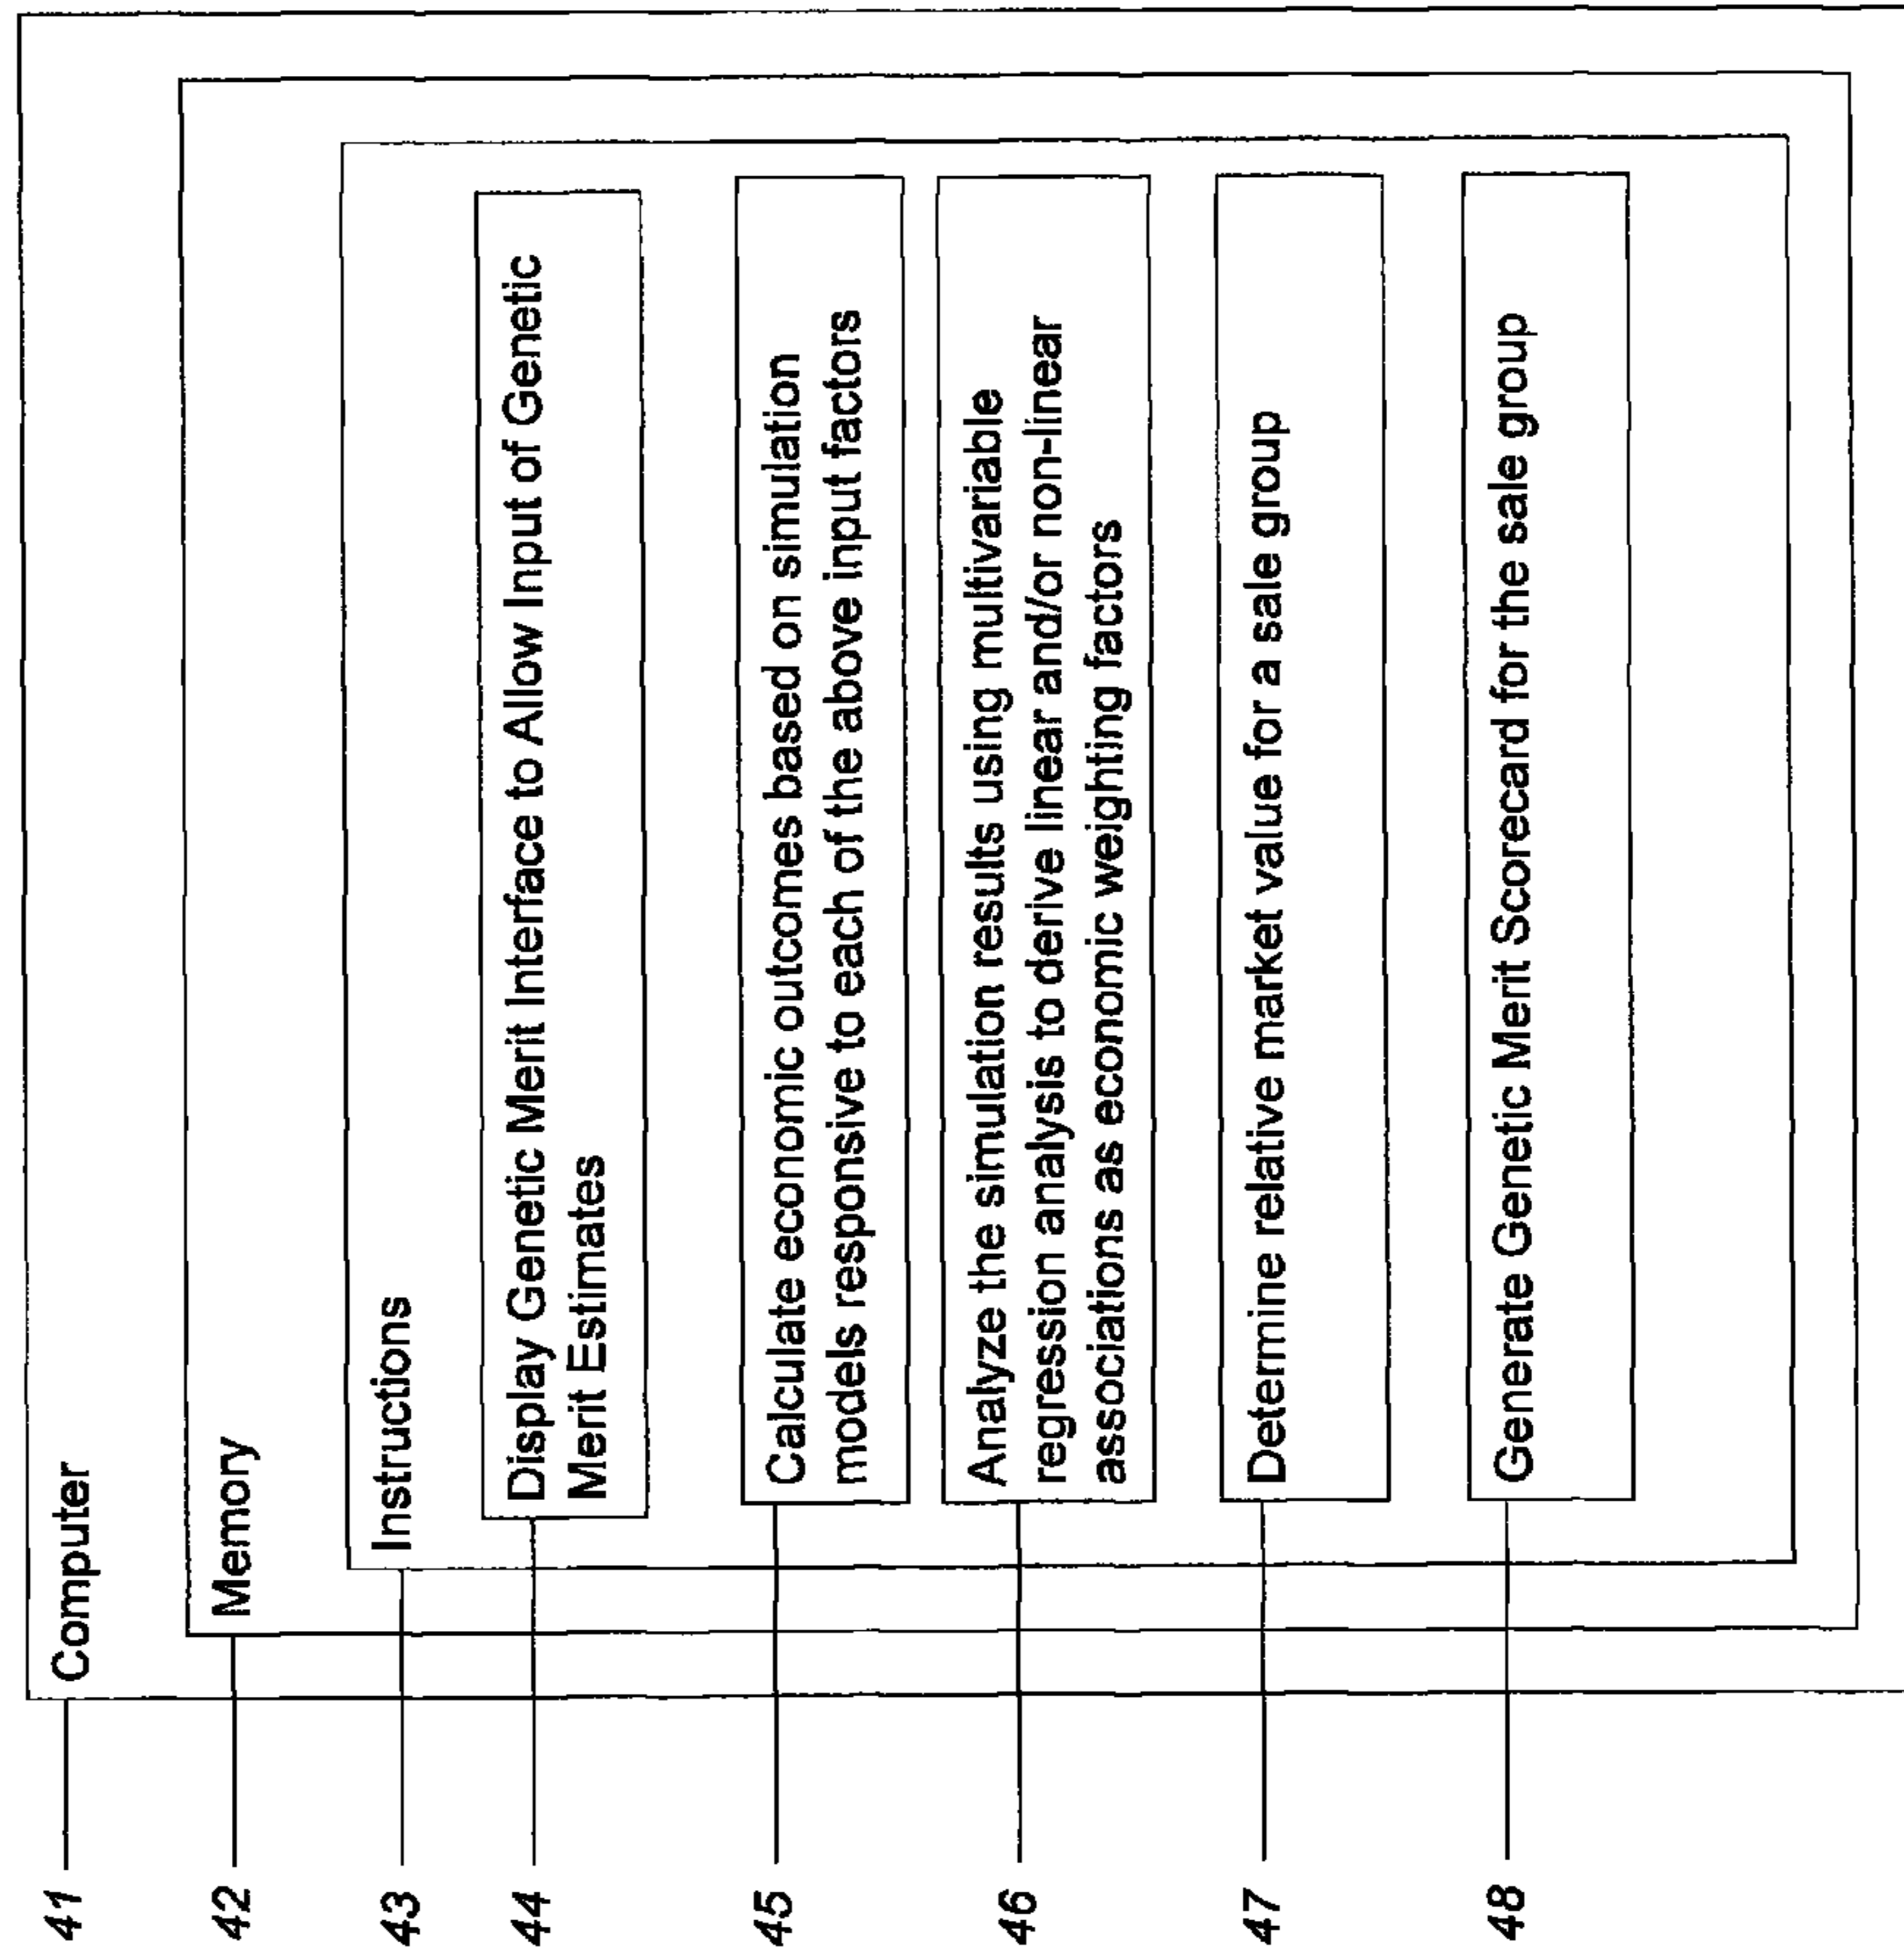 41
Computer
42
Memory
43
Instructions
44
Display Genetic Merit Interface to Allow Input of Genetic
Merit Estimates
45
Calculate economic outcomes based on simulation
models responsive to each of the above input factors
46
Analyze the simulation results using multivariable
regression analysis to derive linear and/or non-linear
associations as economic weighting factors
47
Determine relative market value for a sale group
48
Generate Genetic Merit Scorecard for the sale group